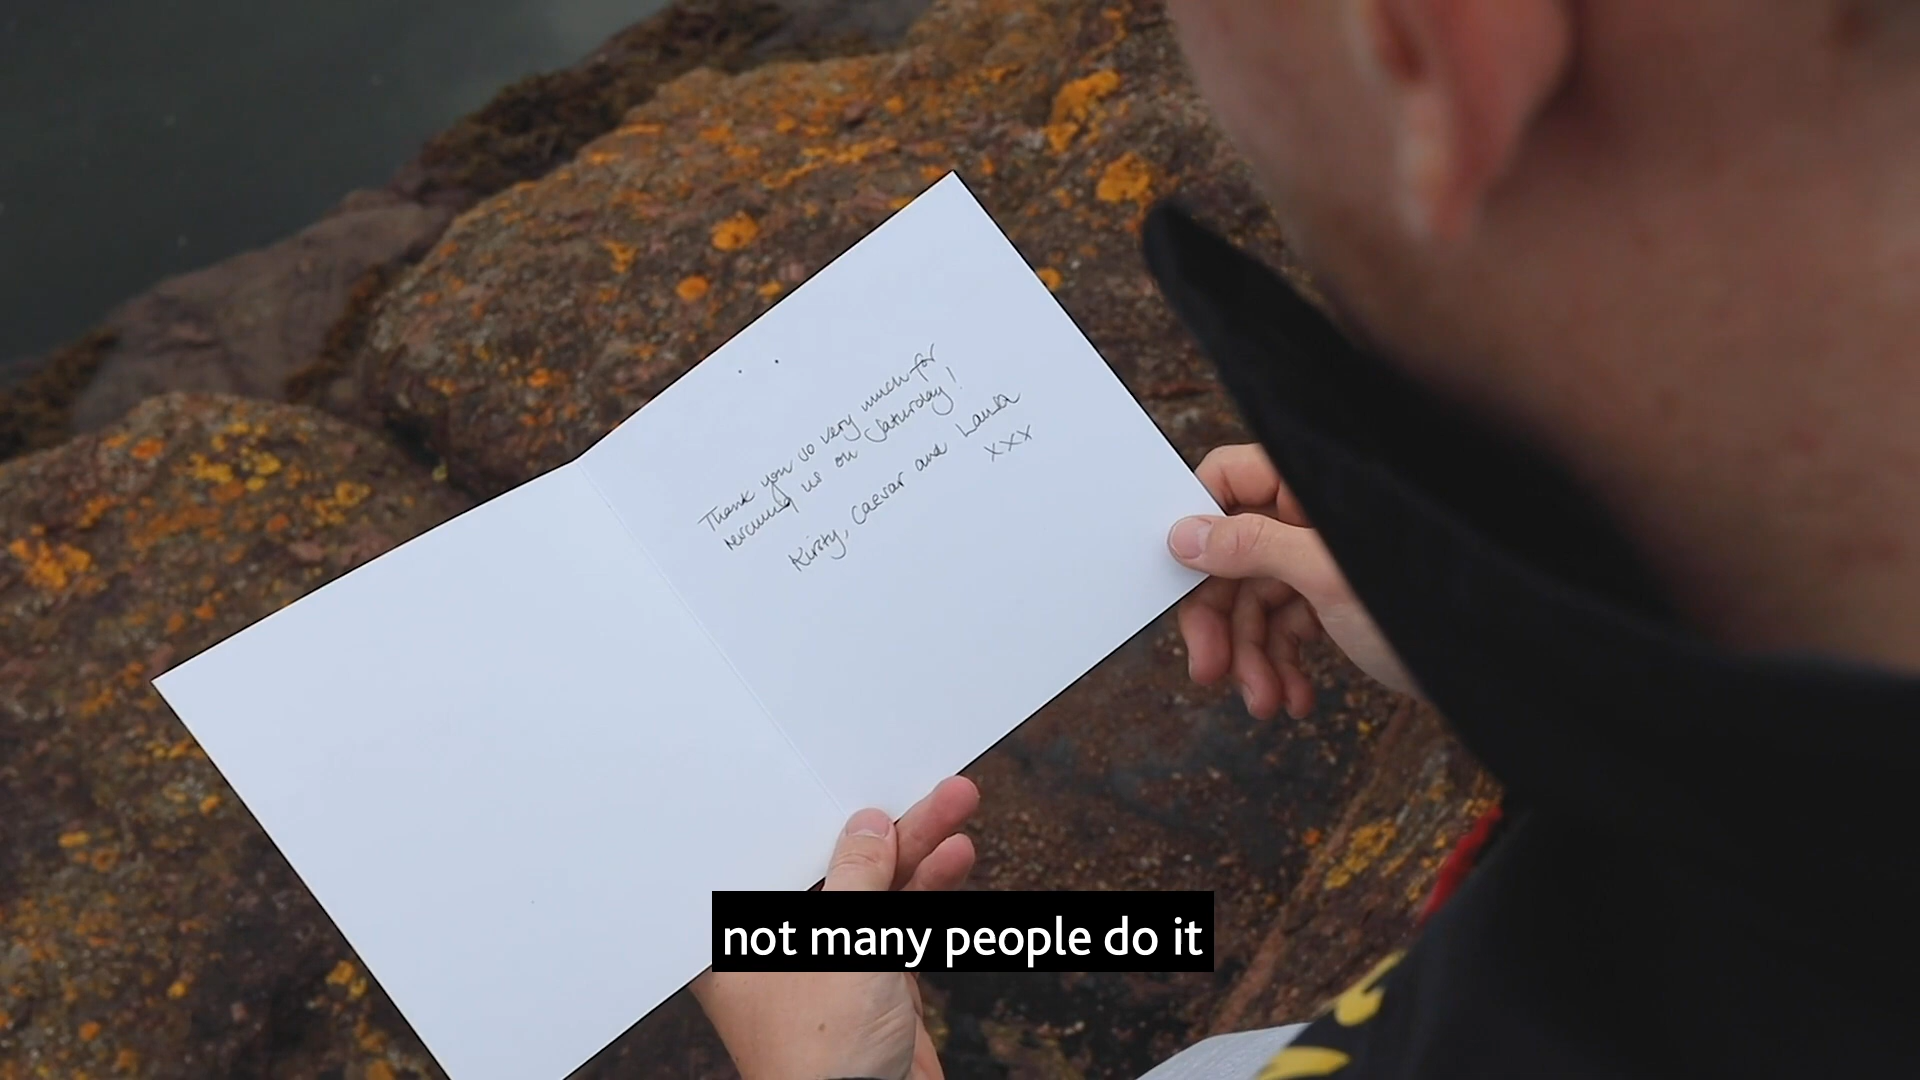 Thank you so very much for
rescuing us on Saturday!
Kirsty, Caesar and Laura
xxx
not many people do it